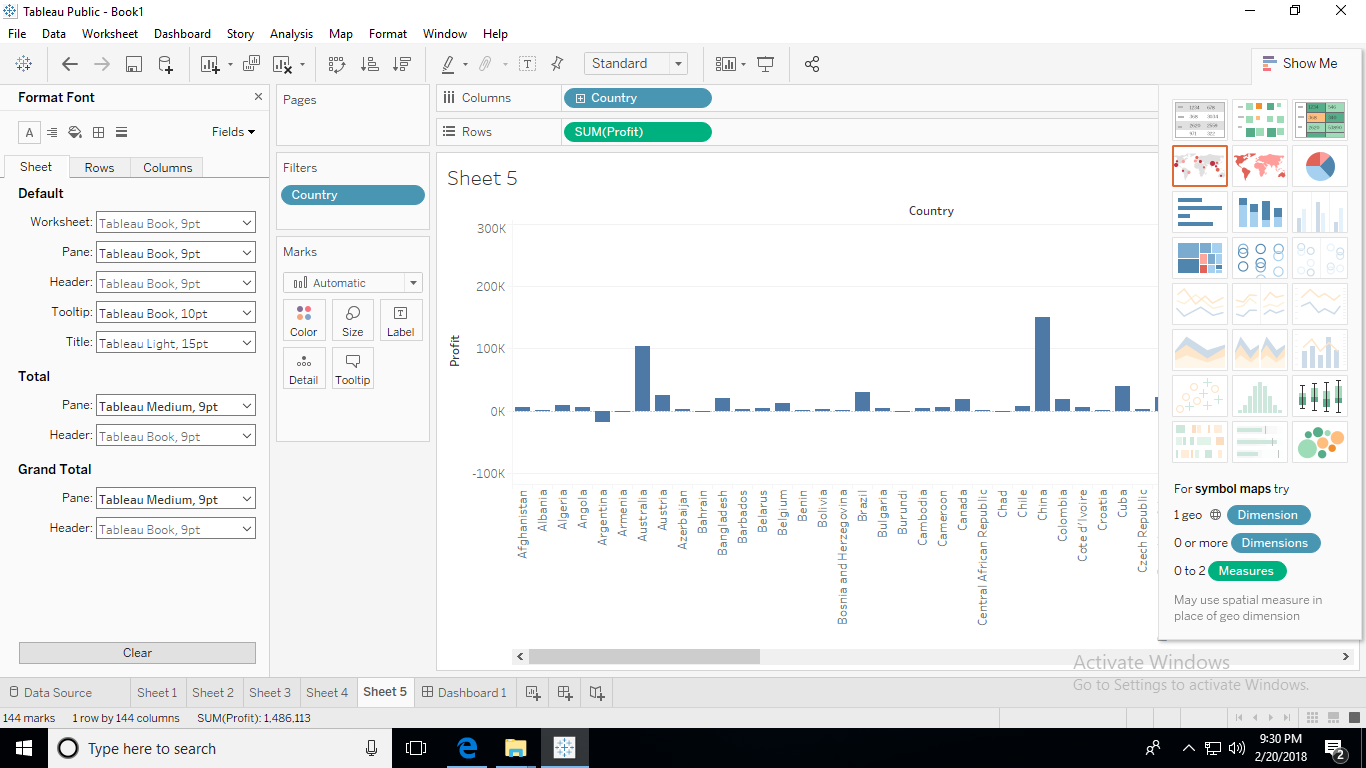 Tableau Public - Book1
File Data Worksheet Dashboard Story Analysis Map Format Window Help
Standard
Show Me
Format Font
Fields
Sheet Rows Columns
Default
Worksheet: Tableau Book, 9pt
Pane: Tableau Book, 9pt
Header: Tableau Book, 9pt
Tooltip: Tableau Book, 10pt
Title: Tableau Light, 15pt
Total
Pane: Tableau Medium, 9pt
Header: Tableau Book, 9pt
Grand Total
Pane: Tableau Medium, 9pt
Header: Tableau Book, 9pt
Clear
Pages
Filters
Country
Marks
Automatic
Color Size Label
Detail Tooltip
Columns Country
Rows SUM(Profit)
Sheet 5
Country
Profit
300K
200K
100K
0K
-100K
Afghanistan
Albania
Algeria
Angola
Argentina
Armenia
Australia
Austria
Azerbaijan
Bahrain
Bangladesh
Barbados
Belarus
Belgium
Benin
Bolivia
Bosnia and Herzegovina
Brazil
Bulgaria
Burundi
Cambodia
Cameroon
Canada
Central African Republic
Chad
Chile
China
Colombia
Cote d'Ivoire
Croatia
Cuba
Czech Republic
For symbol maps try
1 geo Dimension
0 or more Dimensions
0 to 2 Measures
May use spatial measure in
place of geo dimension
Activate Windows
Go to Settings to activate Windows.
Data Source Sheet 1 Sheet 2 Sheet 3 Sheet 4 Sheet 5 Dashboard 1
144 marks 1 row by 144 columns SUM(Profit): 1,486,113
Type here to search
9:30 PM
2/20/2018
2